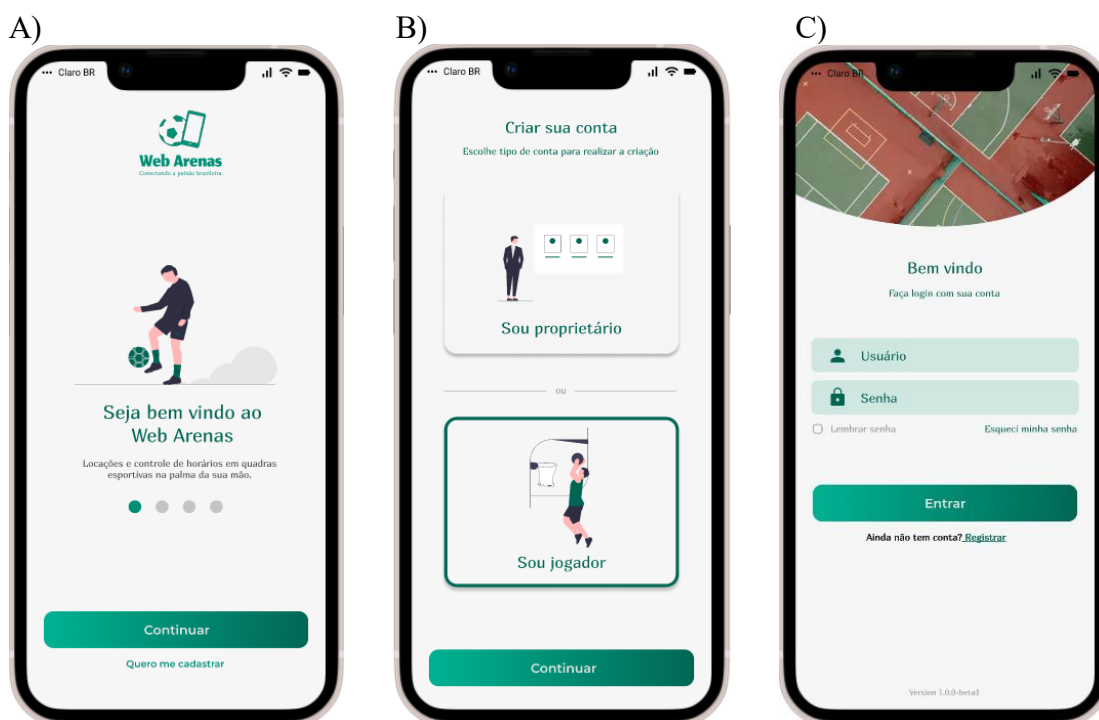 A)
Claro BR
Web Arenas
Conectando a paixão brasileira
Seja bem vindo ao
Web Arenas
Locações e controle de horários em quadras
esportivas na palma da sua mão.
Continuar
Quero me cadastrar
B)
Claro BR
Criar sua conta
Escolhe tipo de conta para realizar a criação
Sou proprietário
ou
Sou jogador
Continuar
C)
Claro BR
Bem vindo
Faça login com sua conta
Usuário
Senha
Lembrar senha
Esqueci minha senha
Entrar
Ainda não tem conta? Registrar
Version 1.0.0-beta1